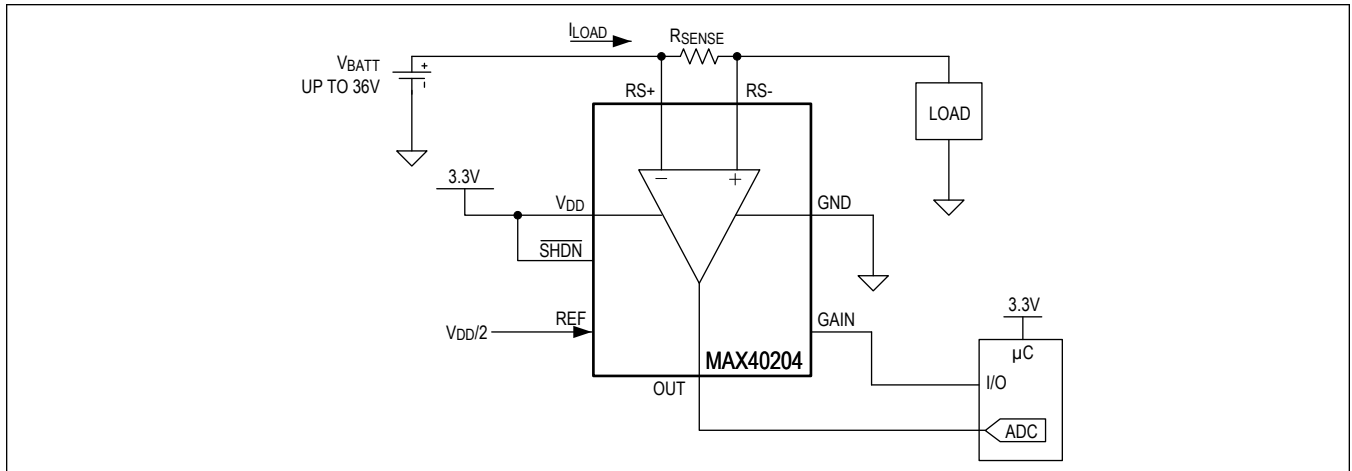 ILOAD
RSENSE
VBATT
UP TO 36V
+
-
RS+
RS-
LOAD
3.3V
−
+
VDD
GND
SHDN
REF
VDD/2
GAIN
3.3V
µC
MAX40204
OUT
I/O
ADC